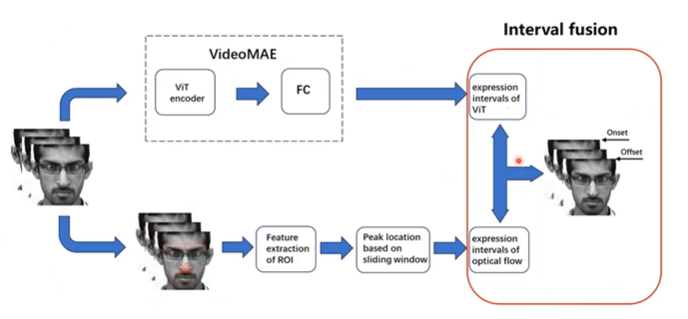 Interval fusion
VideoMAE
ViT
encoder
FC
expression
intervals of
ViT
Onset
Offset
Feature
extraction
of ROI
Peak location
based on
sliding window
expression
intervals of
optical flow